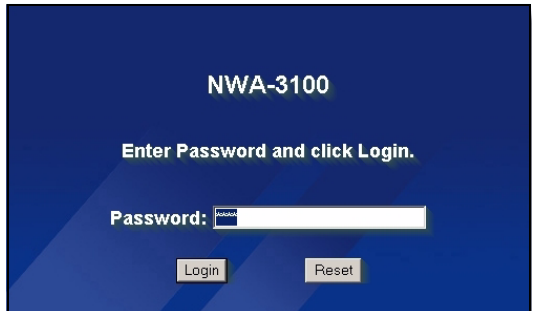 NWA-3100
Enter Password and click Login.
Password: ****
Login Reset